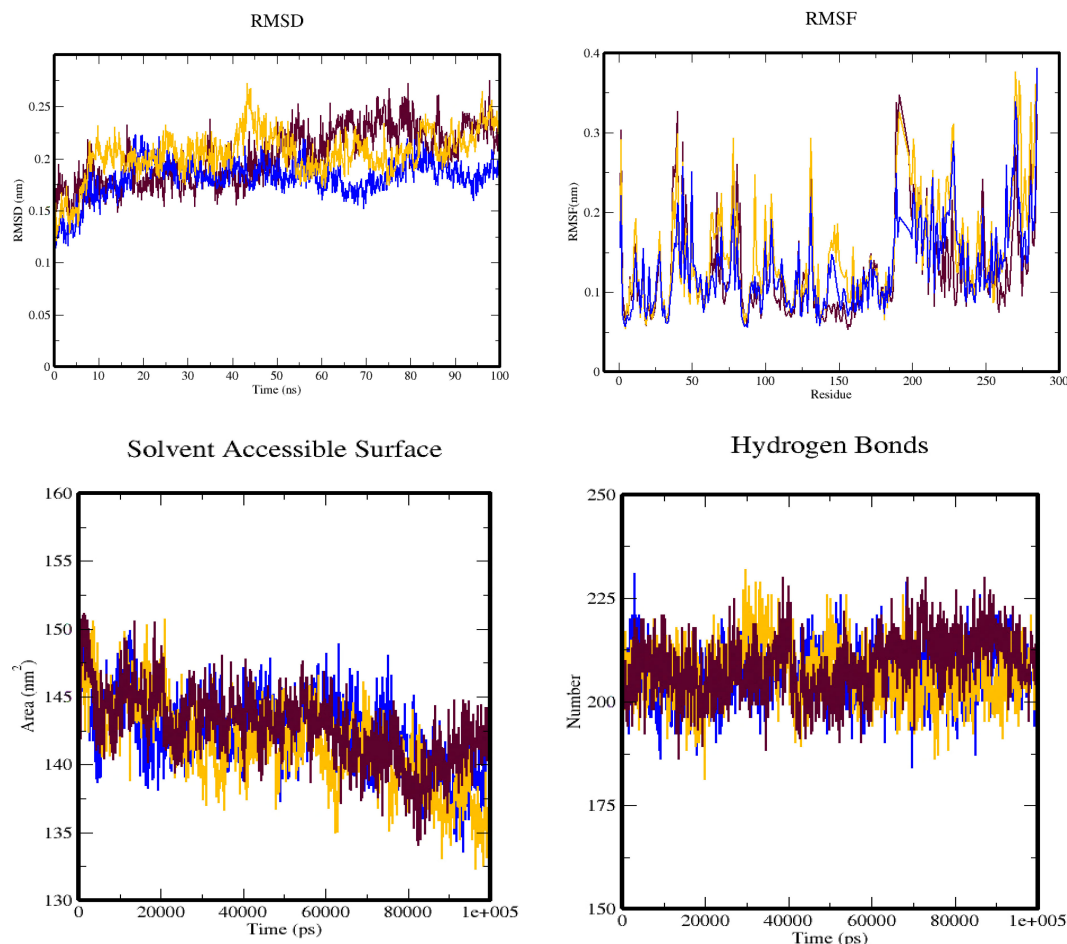 RMSD
RMSF
RMSD (nm)
0.25
0.2
0.15
0.1
0.05
0
0 10 20 30 40 50 60 70 80 90 100
Time (ns)
RMSF(nm)
0.4
0.3
0.2
0.1
0
0 50 100 150 200 250 300
Residue
Solvent Accessible Surface
Hydrogen Bonds
Area (nm²)
160
155
150
145
140
135
130
0 20000 40000 60000 80000 1e+005
Time (ps)
Number
250
225
200
175
150
0 20000 40000 60000 80000 1e+005
Time (ps)